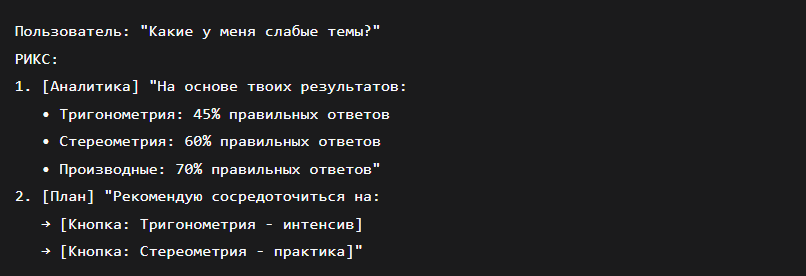 Пользователь: "Какие у меня слабые темы?"
РИКС:
1. [Аналитика] "На основе твоих результатов:
• Тригонометрия: 45% правильных ответов
• Стереометрия: 60% правильных ответов
• Производные: 70% правильных ответов"
2. [План] "Рекомендую сосредоточиться на:
→ [Кнопка: Тригонометрия - интенсив]
→ [Кнопка: Стереометрия - практика]"